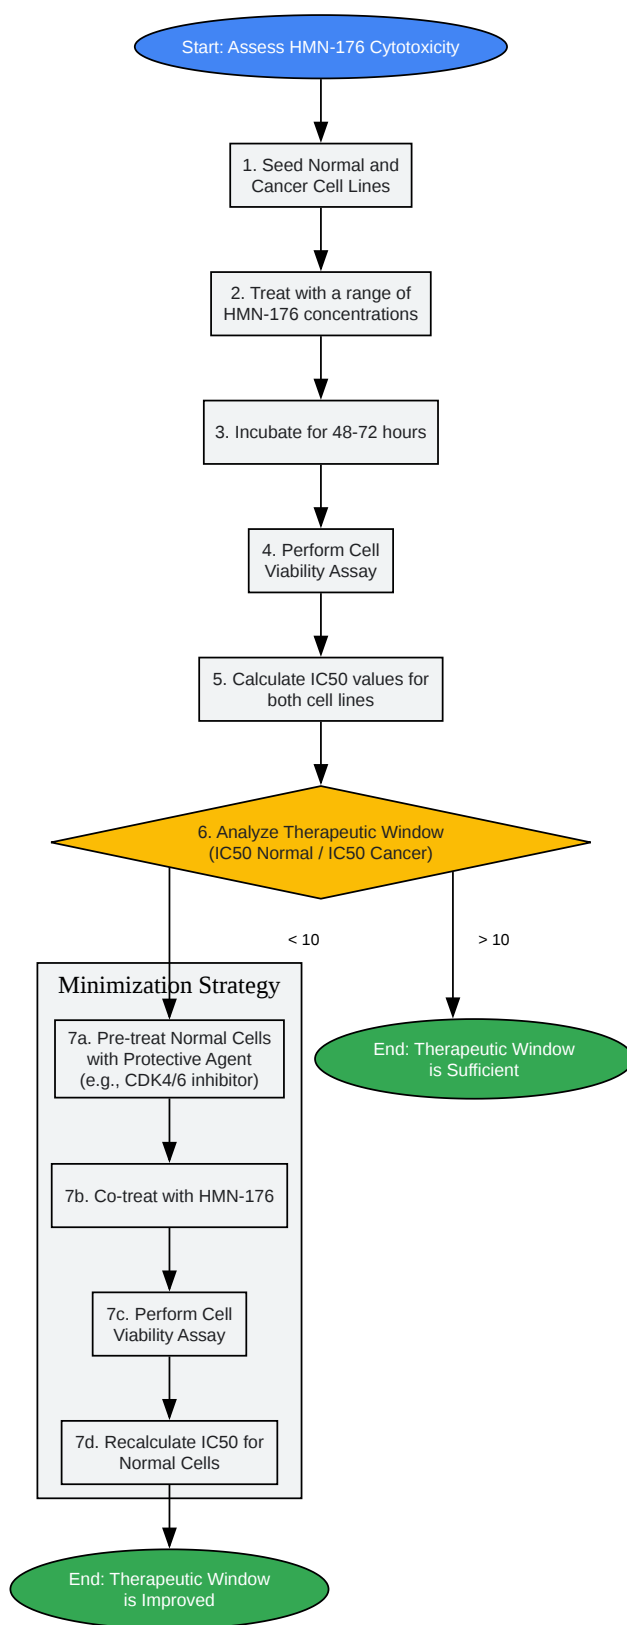 Start: Assess HMN-176 Cytotoxicity
1. Seed Normal and
Cancer Cell Lines
2. Treat with a range of
HMN-176 concentrations
3. Incubate for 48-72 hours
4. Perform Cell
Viability Assay
5. Calculate IC50 values for
both cell lines
6. Analyze Therapeutic Window
(IC50 Normal / IC50 Cancer)
< 10
> 10
Minimization Strategy
7a. Pre-treat Normal Cells
with Protective Agent
(e.g., CDK4/6 inhibitor)
End: Therapeutic Window
is Sufficient
7b. Co-treat with HMN-176
7c. Perform Cell
Viability Assay
7d. Recalculate IC50 for
Normal Cells
End: Therapeutic Window
is Improved